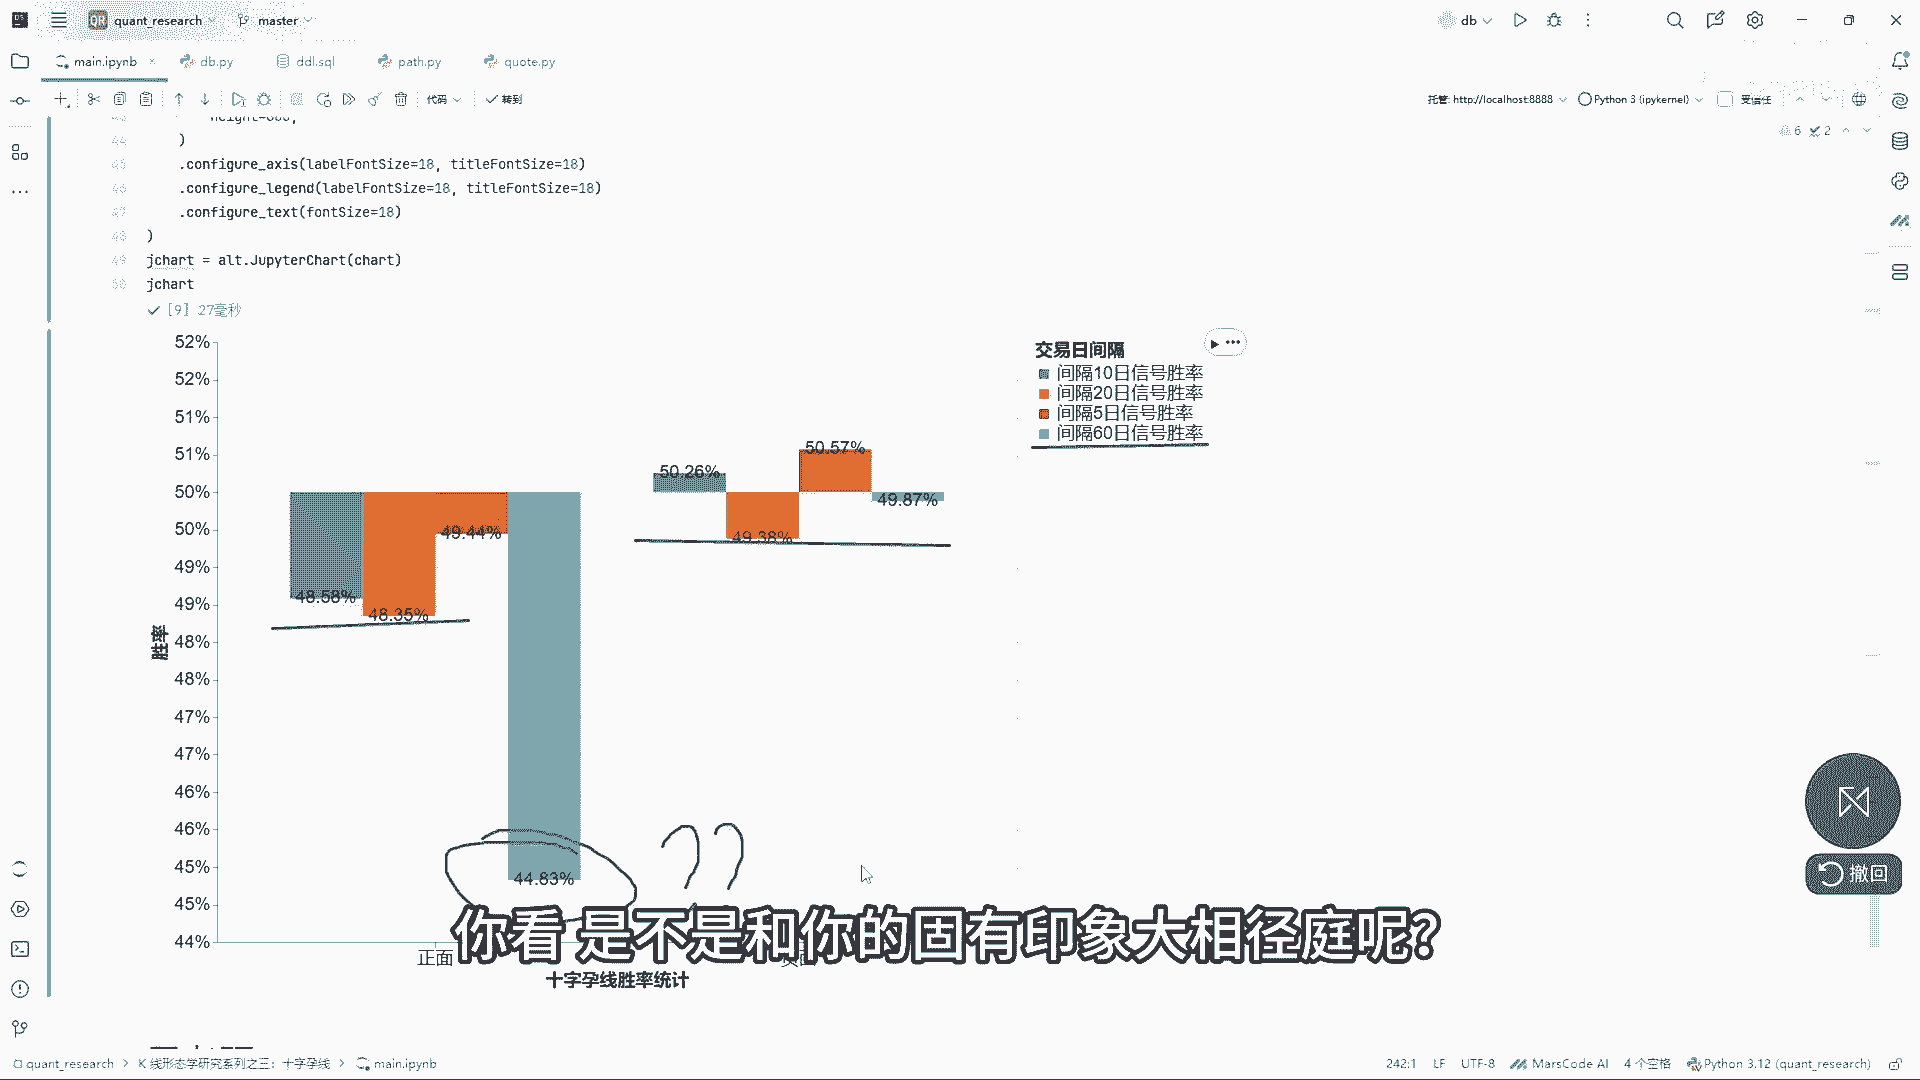 quant_research
master
db
main.ipynb
db.py
ddl.sql
path.py
quote.py
代码
转到
托管: http://localhost:8888
Python 3 (ipykernel)
受信任
6
2
44 )
45 .configure_axis(labelFontSize=18, titleFontSize=18)
46 .configure_legend(labelFontSize=18, titleFontSize=18)
47 .configure_text(fontSize=18)
48 )
49 jchart = alt.JupyterChart(chart)
50 jchart
[9] 27毫秒
52%
52%
51%
51%
50%
50%
49%
49%
48%
48%
47%
47%
46%
46%
45%
45%
44%
胜率
48.58%
48.35%
49.44%
44.83%
50.26%
49.38%
50.57%
49.87%
交易日间隔
间隔10日信号胜率
间隔20日信号胜率
间隔5日信号胜率
间隔60日信号胜率
??
撤回
你看 是不是和你的固有印象大相径庭呢?
正面
十字孕线胜率统计
quant_research
K 线形态学研究系列之三：十字孕线
main.ipynb
242:1
LF
UTF-8
MarsCode AI
4 个空格
Python 3.12 (quant_research)